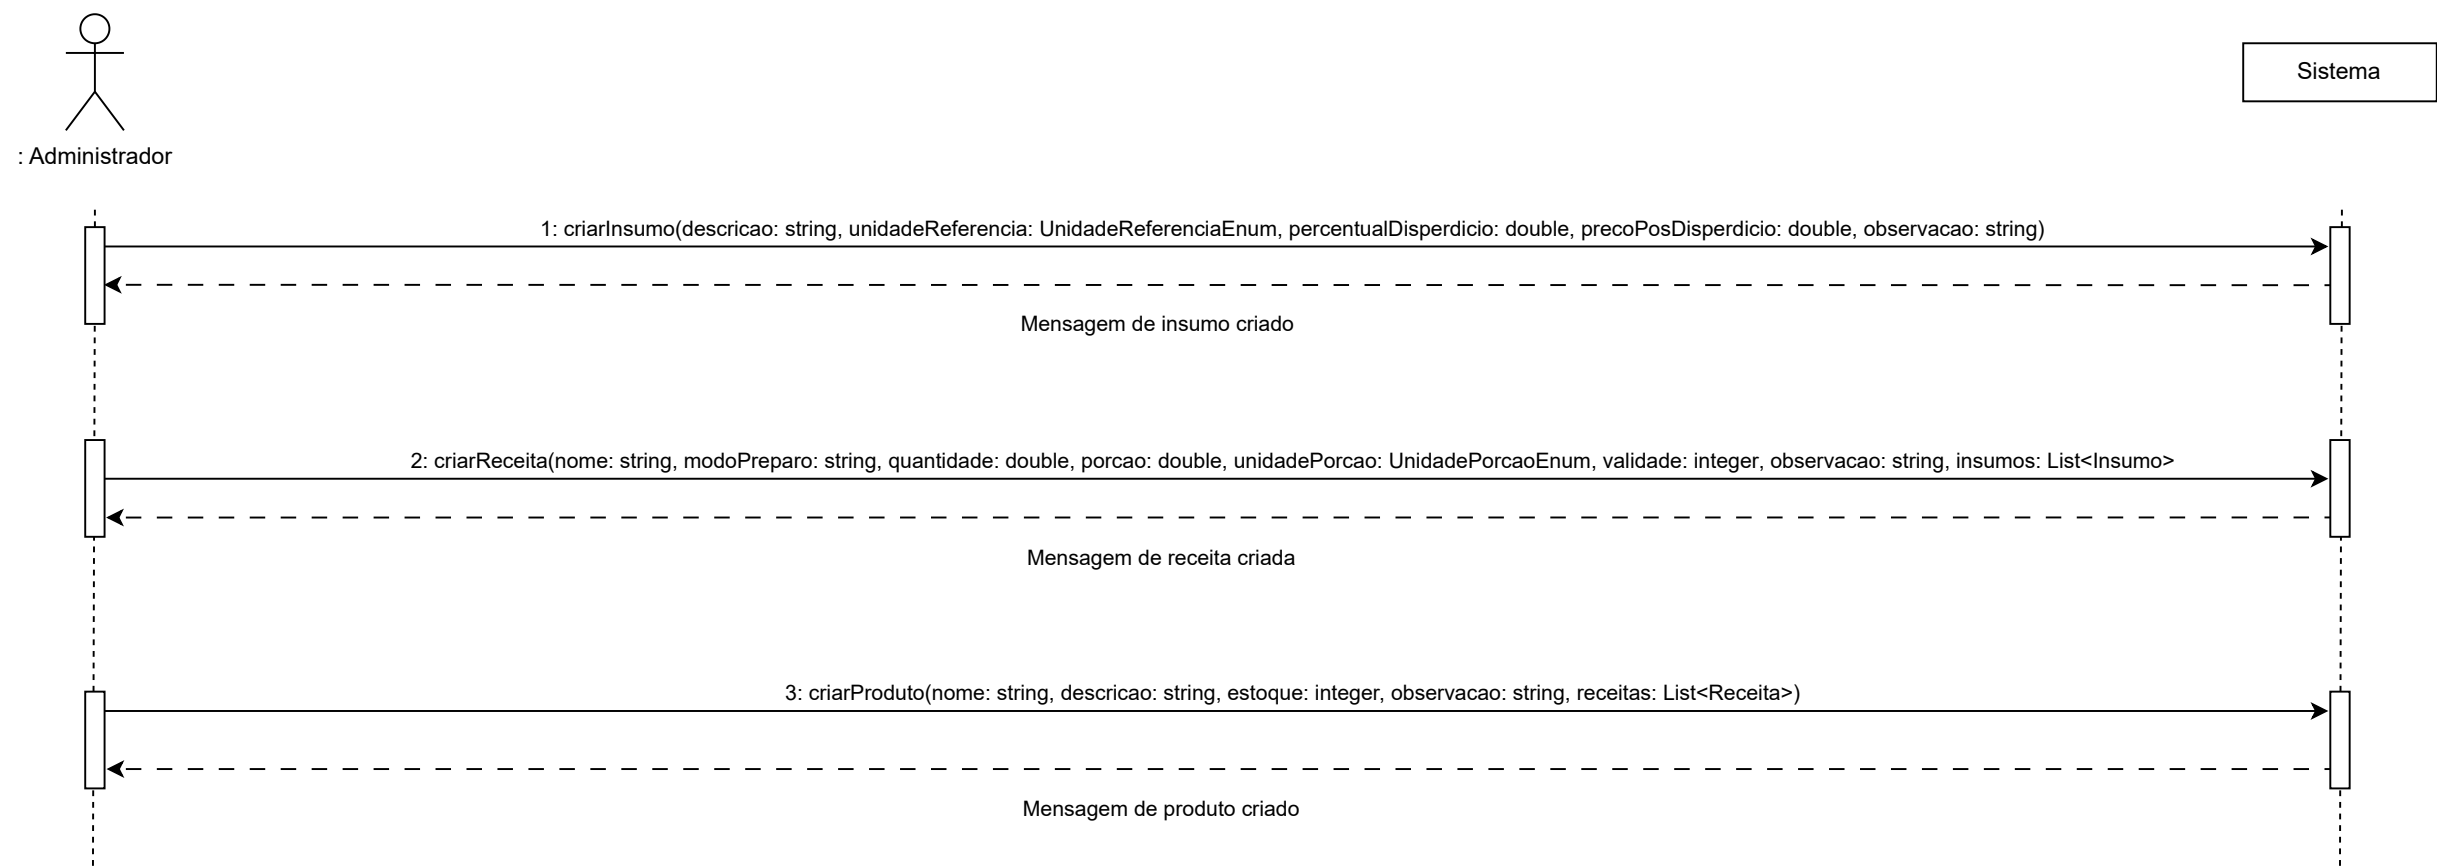 Sistema
: Administrador
1: criarInsumo(descricao: string, unidadeReferencia: UnidadeReferenciaEnum, percentualDisperdicio: double, precoPosDisperdicio: double, observacao: string)
Mensagem de insumo criado
2: criarReceita(nome: string, modoPreparo: string, quantidade: double, porcao: double, unidadePorcao: UnidadePorcaoEnum, validade: integer, observacao: string, insumos: List<Insumo>
Mensagem de receita criada
3: criarProduto(nome: string, descricao: string, estoque: integer, observacao: string, receitas: List<Receita>)
Mensagem de produto criado